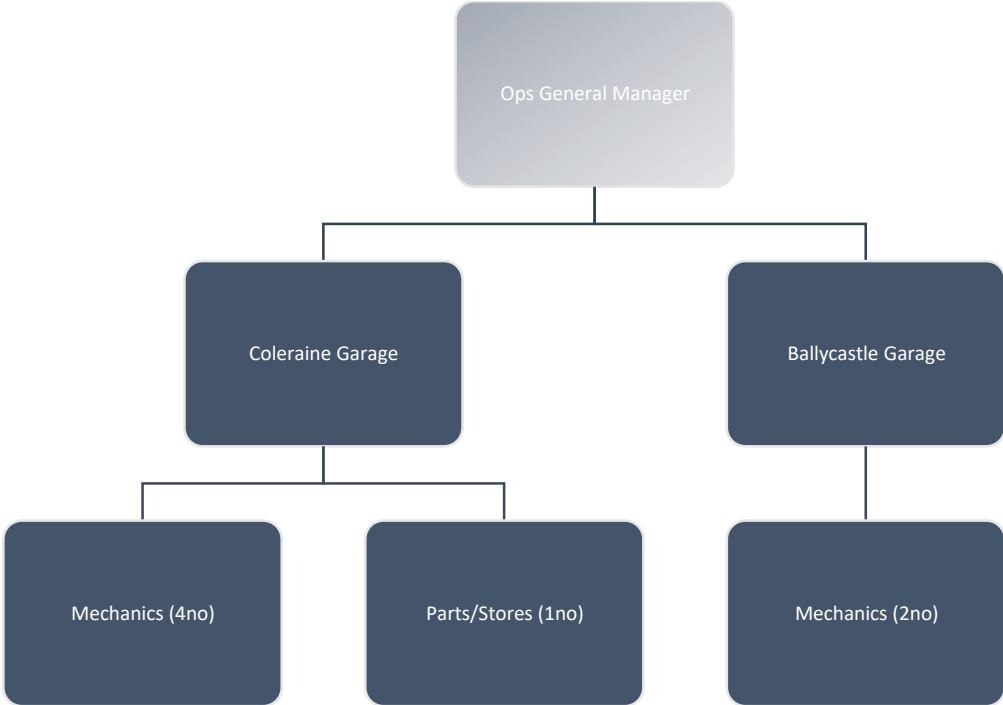 Ops General Manager
Coleraine Garage
Ballycastle Garage
Mechanics (4no)
Parts/Stores (1no)
Mechanics (2no)